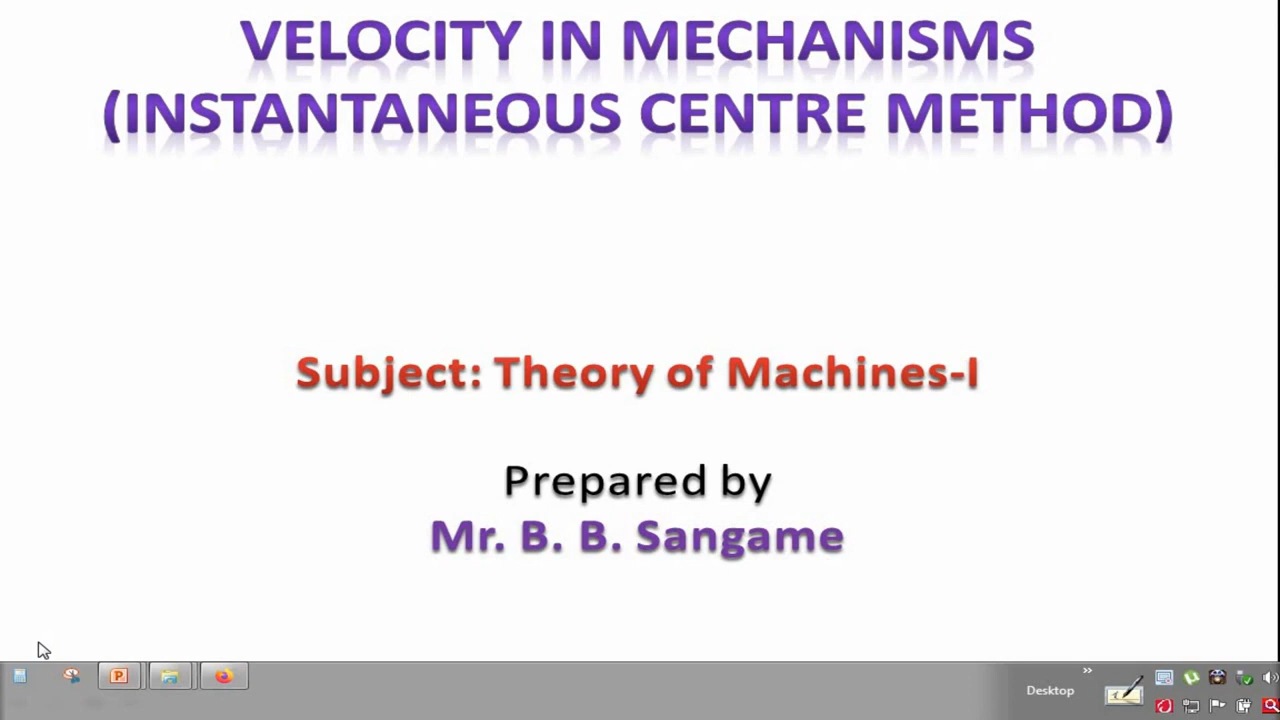 VELOCITY IN MECHANISMS
(INSTANTANEOUS CENTRE METHOD)
Subject: Theory of Machines-I
Prepared by
Mr. B. B. Sangame
Desktop